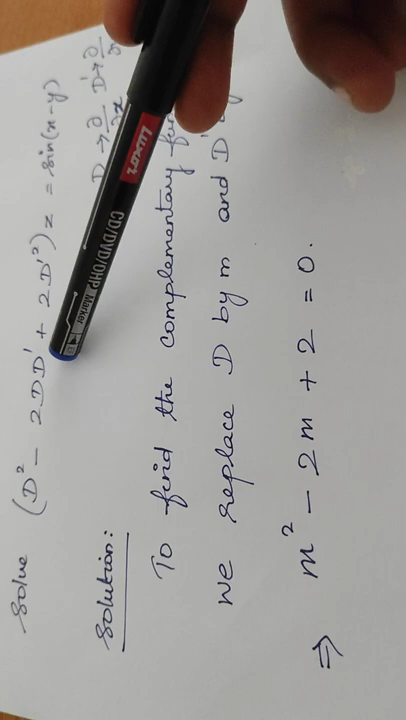 Solve (D² - 2DD' + 2D'²) z = sin(x-y)
Solution: D → ∂/∂x D' → ∂/
To find the complementary
we replace D by m and D'
⇒ m² - 2m + 2 = 0.
Luxor CD/DVD/OHP Marker